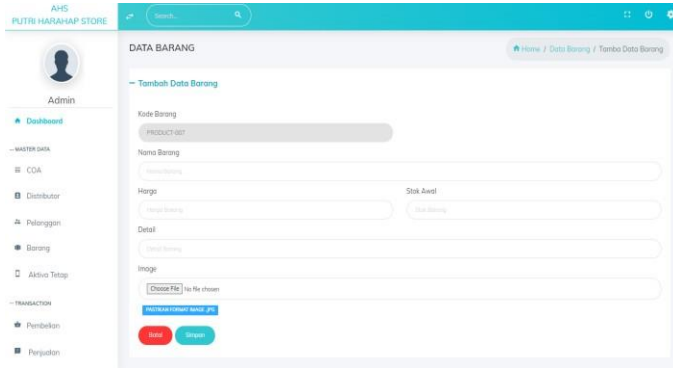 AHS
PUTRI HARAHAP STORE
Search...
DATA BARANG
Home / Data Barang / Tamba Data Barang
Admin
Dashboard
MASTER DATA
COA
Distributor
Pelanggan
Barang
Aktiva Tetap
TRANSACTION
Pembelian
Penjualan
Tambah Data Barang
Kode Barang
PRODUCT-007
Nama Barang
Nama Barang
Harga
Stok Awal
Harga Barang
Stok Barang
Detail
Detail Barang
Image
Choose File No file chosen
PASTIKAN FORMAT IMAGE .JPG
Batal
Simpan